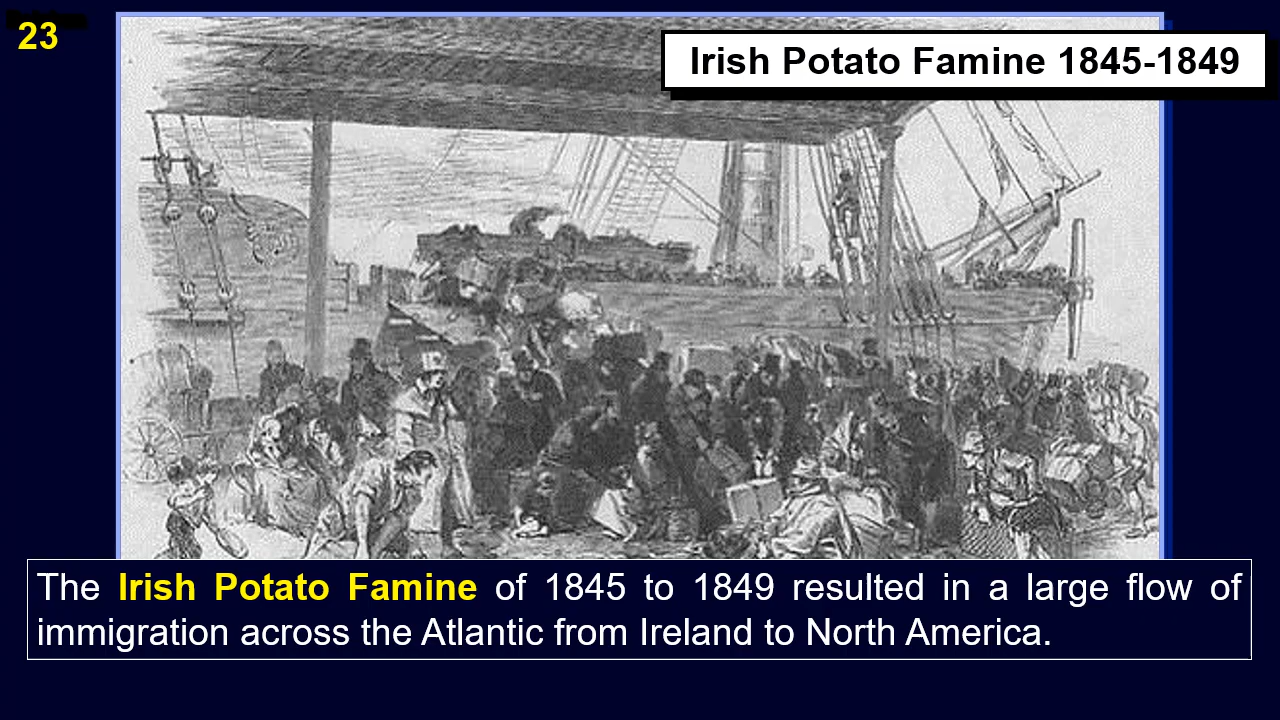 23
Irish Potato Famine 1845-1849
The Irish Potato Famine of 1845 to 1849 resulted in a large flow of
immigration across the Atlantic from Ireland to North America.